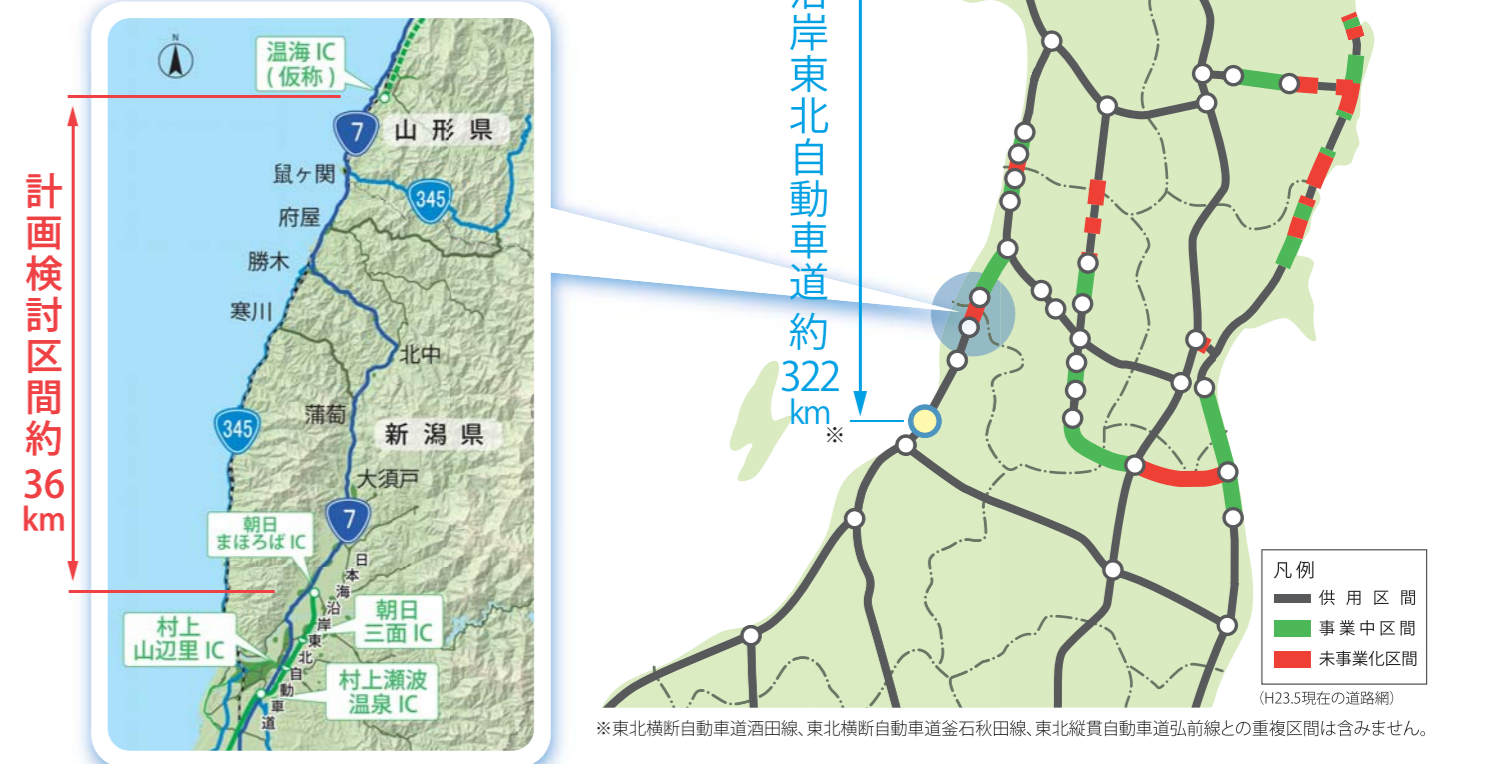 N
温海 IC
(仮称)
7
山形県
鼠ヶ関
345
府屋
勝木
寒川
北中
蒲萄
345
新潟県
大須戸
7
朝日
まほろば IC
日本海沿岸東北自動車道
朝日
三面 IC
村上
山辺里 IC
村上瀬波
温泉 IC
計画検討区間約
36
km
岸東北自動車道 約
322
km
※
凡例
供用区間
事業中区間
未事業化区間
(H23.5現在の道路網)
※東北横断自動車道酒田線、東北横断自動車道釜石秋田線、東北縦貫自動車道弘前線との重複区間は含みません。